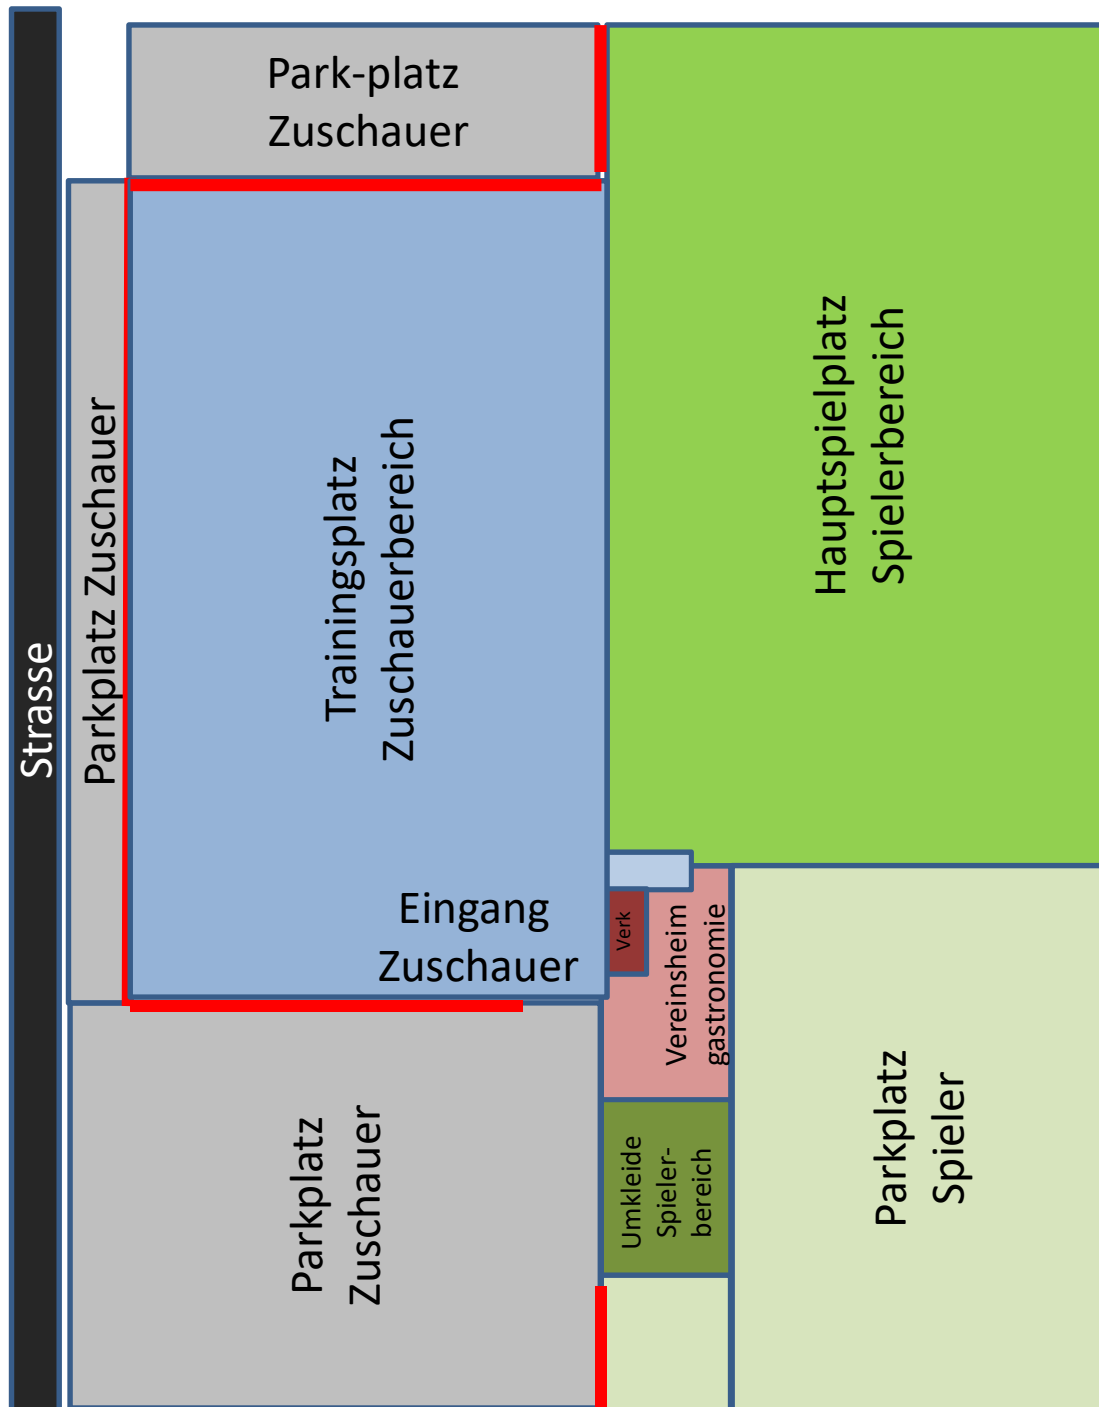 Park-platz
Zuschauer
Strasse
Parkplatz Zuschauer
Trainingsplatz
Zuschauerbereich
Hauptspielplatz
Spielerbereich
Eingang
Zuschauer
Verk
Vereinsheim
gastronomie
Parkplatz
Zuschauer
Umkleide
Spieler-
bereich
Parkplatz
Spieler